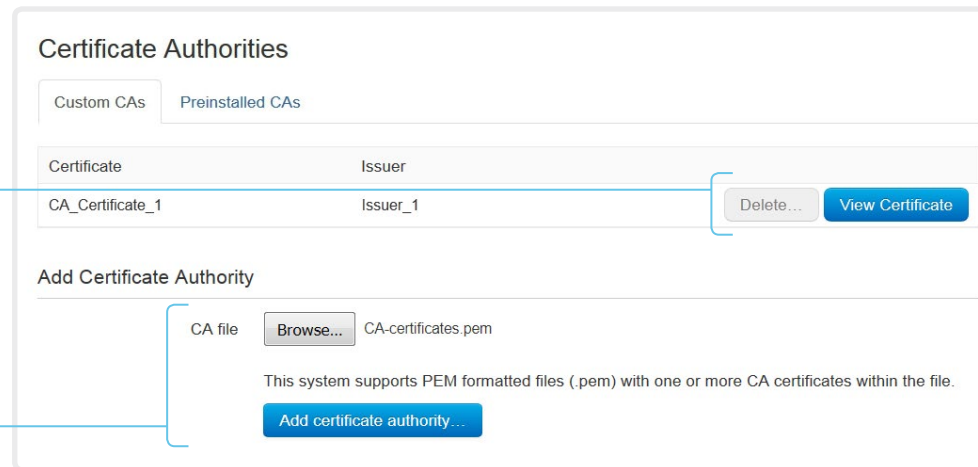 Certificate Authorities
Custom CAs Preinstalled CAs
Certificate Issuer
CA_Certificate_1 Issuer_1 Delete... View Certificate
Add Certificate Authority
CA file Browse... CA-certificates.pem
This system supports PEM formatted files (.pem) with one or more CA certificates within the file.
Add certificate authority...